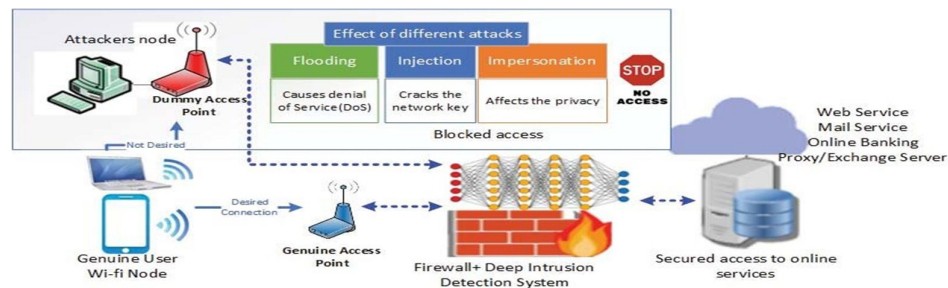 Attackers node
Dummy Access
Point
Effect of different attacks
Flooding
Injection
Impersonation
Causes denial
of Service(DoS)
Cracks the
network key
Affects the privacy
STOP
NO
ACCESS
Blocked access
Not Desired
Desired
Connection
Genuine User
Wi-fi Node
Genuine Access
Point
Firewall+ Deep Intrusion
Detection System
Web Service
Mail Service
Online Banking
Proxy/Exchange Server
Secured access to online
services